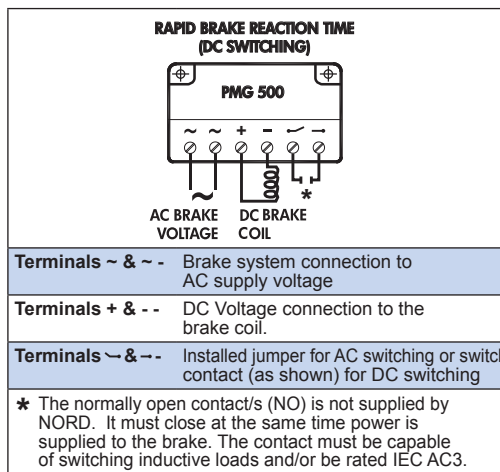 RAPID BRAKE REACTION TIME
(DC SWITCHING)
PMG 500
~ ~ + -
~
*
AC BRAKE VOLTAGE
DC BRAKE COIL
Terminals ~ & ~ - Brake system connection to
AC supply voltage
Terminals + & - - DC Voltage connection to the
brake coil.
Terminals & - Installed jumper for AC switching or switch
contact (as shown) for DC switching
* The normally open contact/s (NO) is not supplied by
NORD. It must close at the same time power is
supplied to the brake. The contact must be capable
of switching inductive loads and/or be rated IEC AC3.